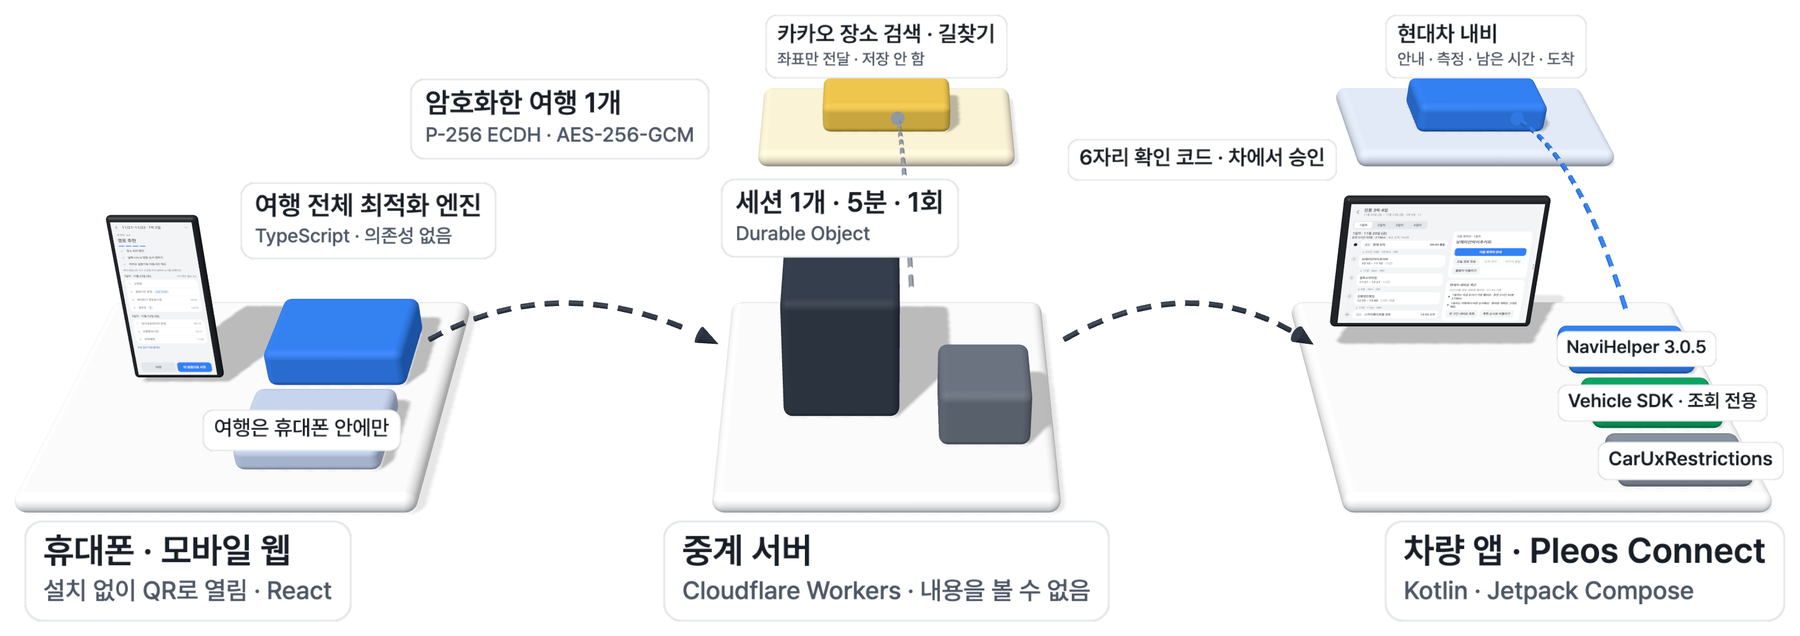 카카오 장소 검색 · 길찾기
좌표만 전달 · 저장 안 함
현대차 내비
안내 · 측정 · 남은 시간 · 도착
암호화한 여행 1개
P-256 ECDH · AES-256-GCM
6자리 확인 코드 · 차에서 승인
여행 전체 최적화 엔진
TypeScript · 의존성 없음
세션 1개 · 5분 · 1회
Durable Object
여행은 휴대폰 안에만
NaviHelper 3.0.5
Vehicle SDK · 조회 전용
CarUxRestrictions
휴대폰 · 모바일 웹
설치 없이 QR로 열림 · React
중계 서버
Cloudflare Workers · 내용을 볼 수 없음
차량 앱 · Pleos Connect
Kotlin · Jetpack Compose